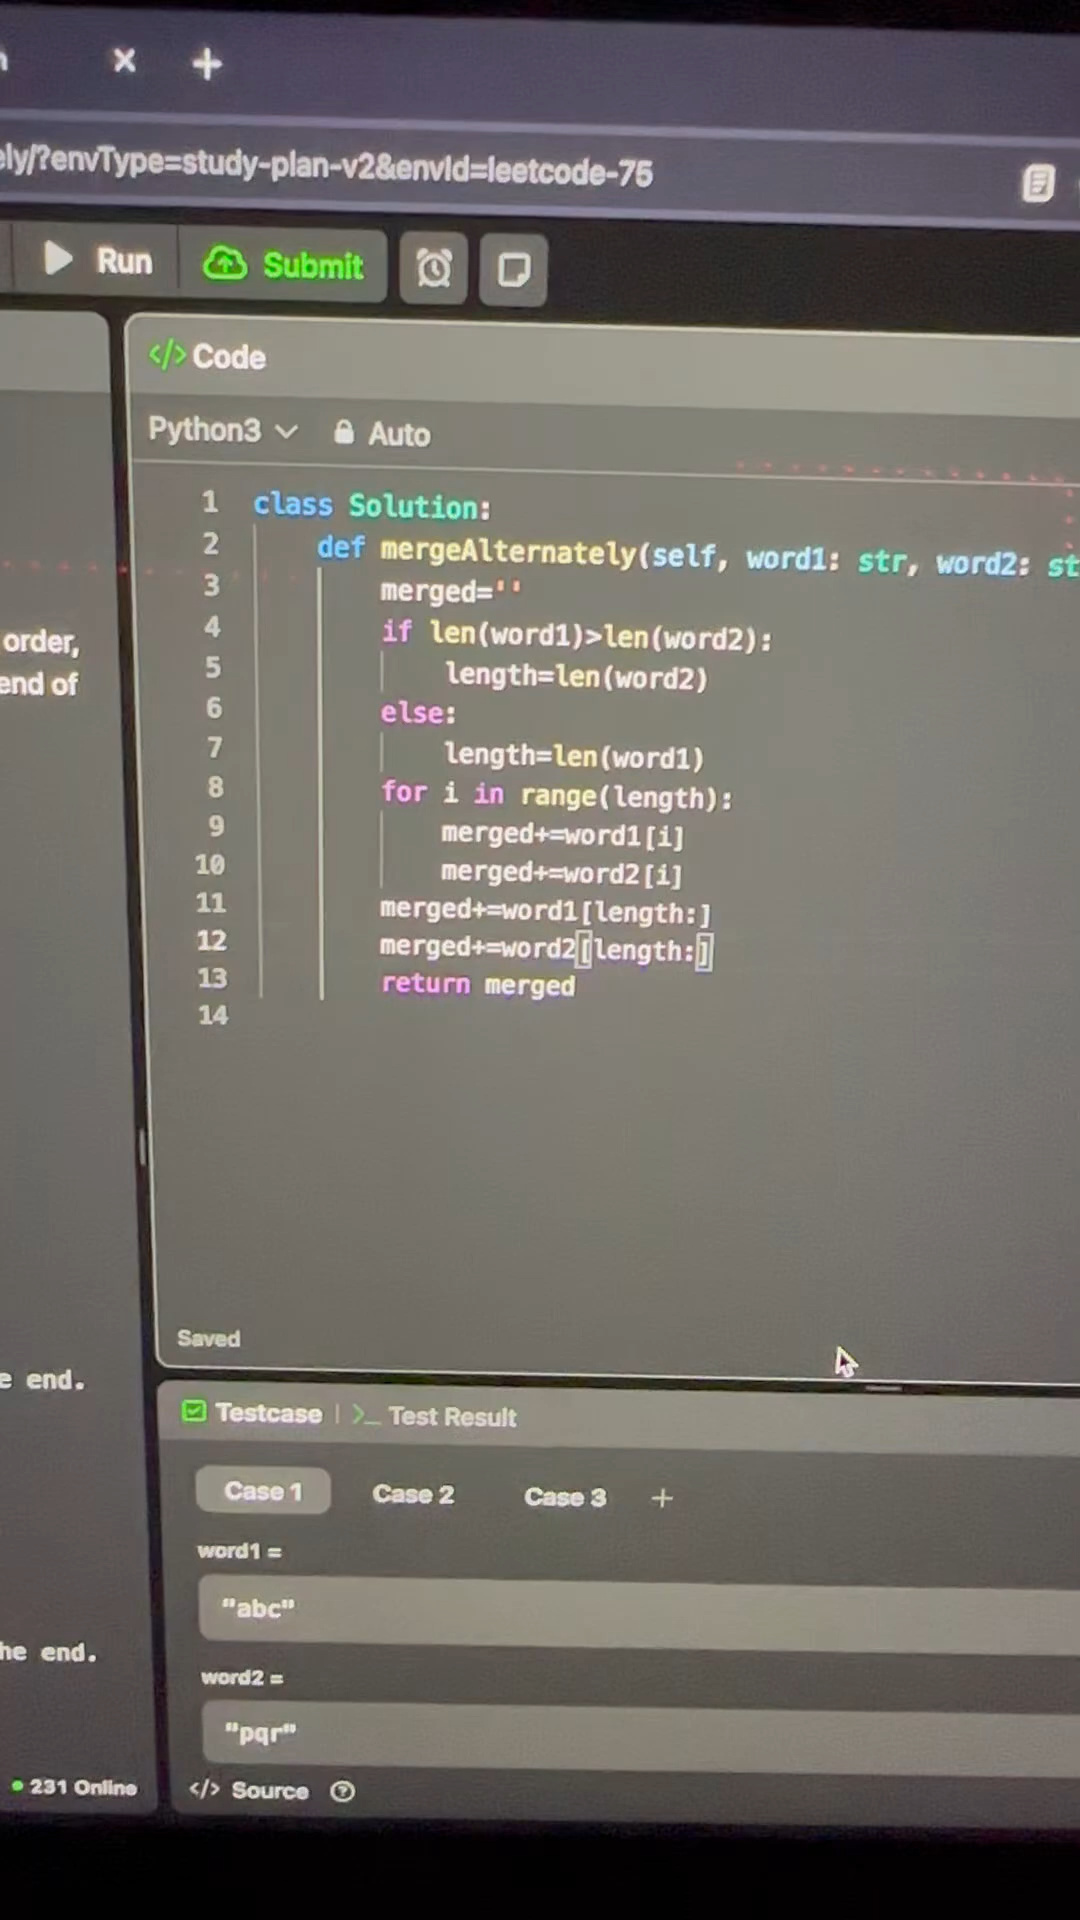 ely/?envType=study-plan-v2&envId=leetcode-75
Run Submit
</> Code
Python3 Auto
order,
end of
1 class Solution:
2 def mergeAlternately(self, word1: str, word2: st
3 merged=''
4 if len(word1)>len(word2):
5 length=len(word2)
6 else:
7 length=len(word1)
8 for i in range(length):
9 merged+=word1[i]
10 merged+=word2[i]
11 merged+=word1[length:]
12 merged+=word2[length:]
13 return merged
14
Saved
e end.
Testcase | >_ Test Result
Case 1 Case 2 Case 3 +
word1 =
"abc"
he end.
word2 =
"pqr"
231 Online
</> Source